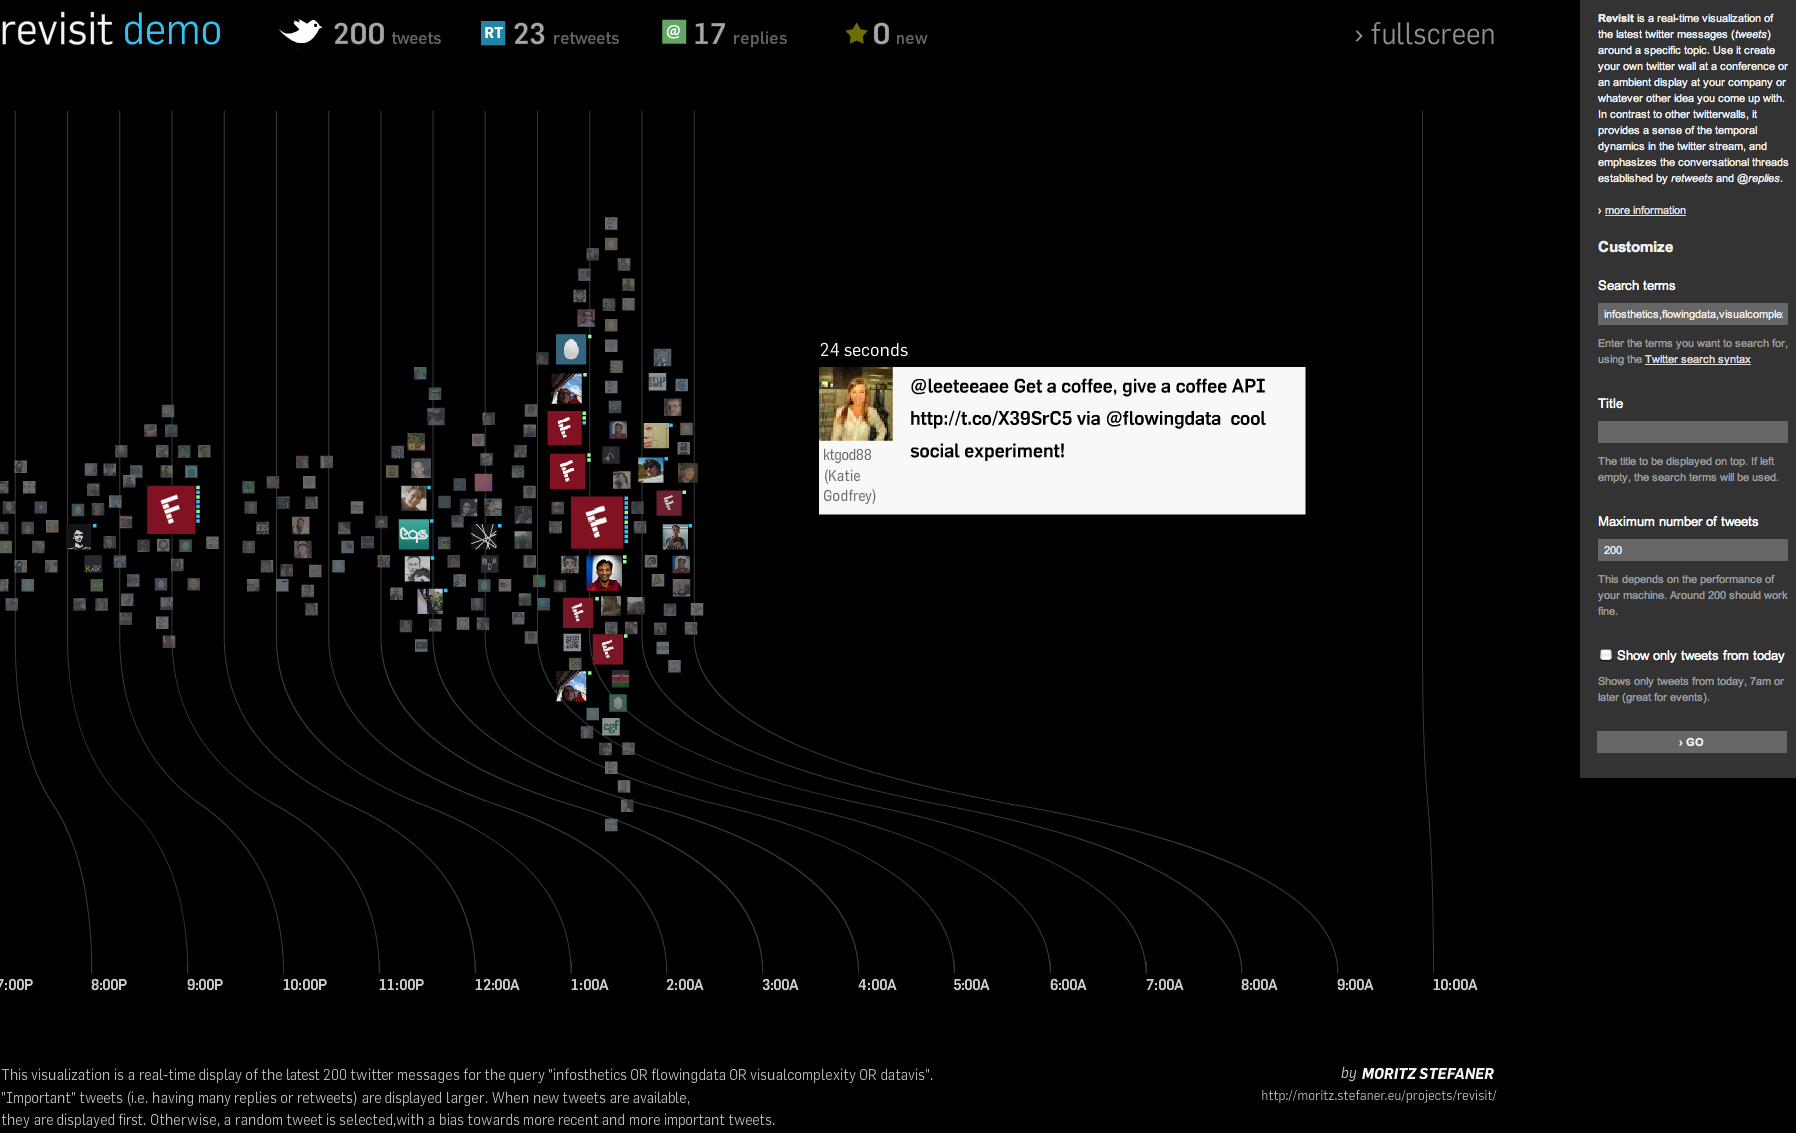 revisit demo
200 tweets
RT 23 retweets
@ 17 replies
0 new
› fullscreen
Revisit is a real-time visualization of
the latest twitter messages (tweets)
around a specific topic. Use it create
your own twitter wall at a conference or
an ambient display at your company or
whatever other idea you come up with.
In contrast to other twitterwalls, it
provides a sense of the temporal
dynamics in the twitter stream, and
emphasizes the conversational threads
established by retweets and @replies.
› more information
Customize
Search terms
infosthetics,flowingdata,visualcomple
Enter the terms you want to search for,
using the Twitter search syntax
Title
The title to be displayed on top. If left
empty, the search terms will be used.
Maximum number of tweets
200
This depends on the performance of
your machine. Around 200 should work
fine.
Show only tweets from today
Shows only tweets from today, 7am or
later (great for events).
› GO
24 seconds
@leeteeaee Get a coffee, give a coffee API
http://t.co/X39SrC5 via @flowingdata cool
social experiment!
ktgod88
(Katie
Godfrey)
eqs
cgf
7:00P 8:00P 9:00P 10:00P 11:00P 12:00A 1:00A 2:00A 3:00A 4:00A 5:00A 6:00A 7:00A 8:00A 9:00A 10:00A
This visualization is a real-time display of the latest 200 twitter messages for the query "infosthetics OR flowingdata OR visualcomplexity OR datavis".
"Important" tweets (i.e. having many replies or retweets) are displayed larger. When new tweets are available,
they are displayed first. Otherwise, a random tweet is selected,with a bias towards more recent and more important tweets.
by MORITZ STEFANER
http://moritz.stefaner.eu/projects/revisit/